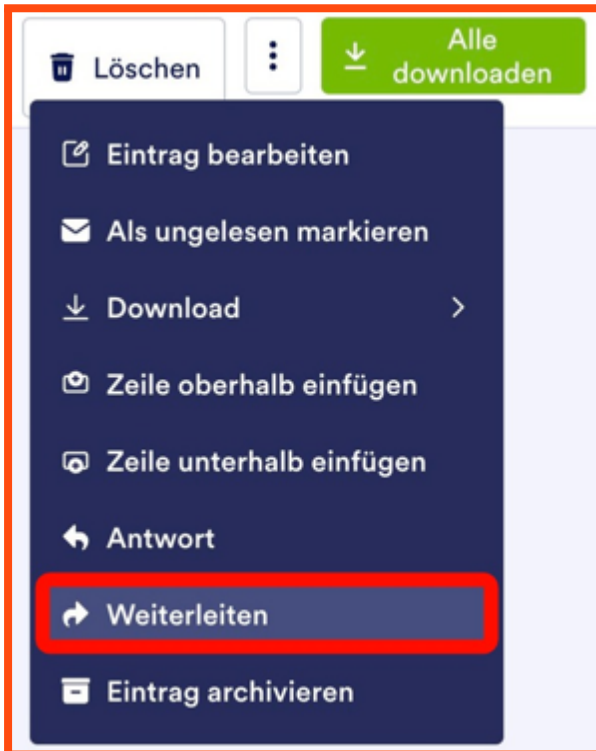 Löschen
Alle
downloaden
Eintrag bearbeiten
Als ungelesen markieren
Download
Zeile oberhalb einfügen
Zeile unterhalb einfügen
Antwort
Weiterleiten
Eintrag archivieren